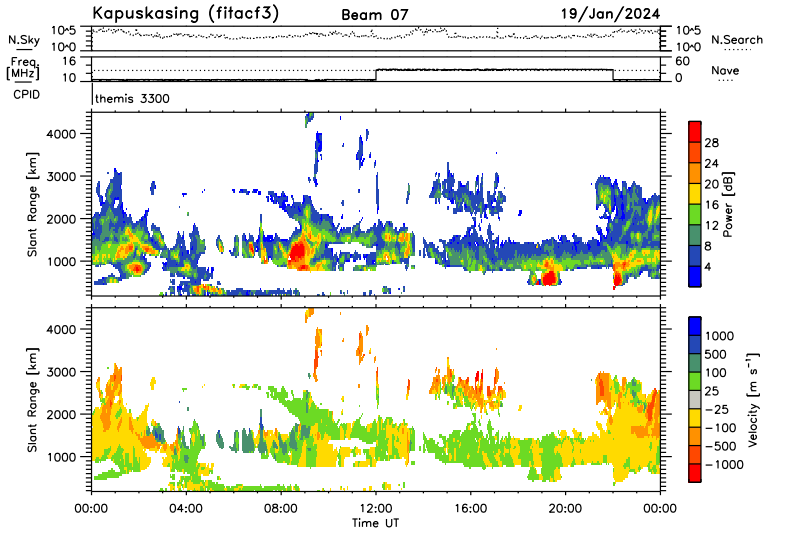 Kapuskasing (fitacf3) Beam 07 19/Jan/2024
N.Sky 10^5 10^5 N.Search
10^0 10^0
Freq. 16 60 Nave
[MHz] 10 0
CPID themis 3300
Slant Range [km]
4000
3000
2000
1000
28
24
20
16
12
8
4
Power [dB]
Slant Range [km]
4000
3000
2000
1000
1000
500
100
25
−25
−100
−500
−1000
Velocity [m s⁻¹]
00:00 04:00 08:00 12:00 16:00 20:00 00:00
Time UT